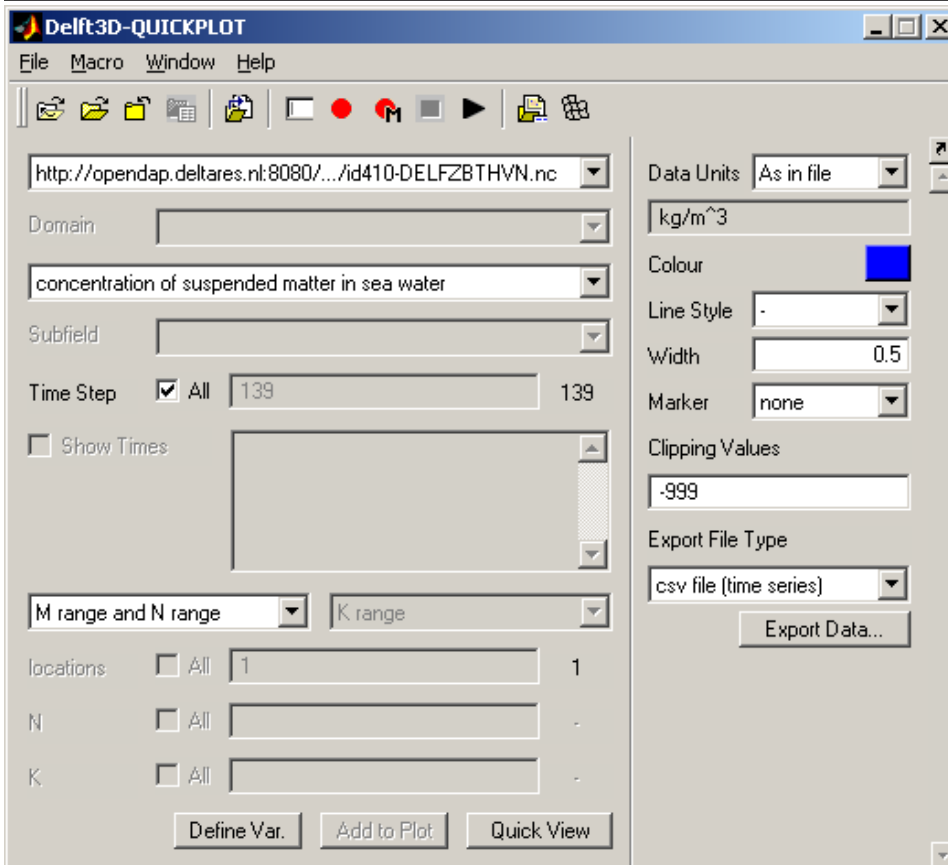 Delft3D-QUICKPLOT
File Macro Window Help
M
http://opendap.deltares.nl:8080/.../id410-DELFZBTHVN.nc
Domain
concentration of suspended matter in sea water
Subfield
Time Step All 139 139
Show Times
M range and N range K range
locations All 1 1
N All -
K All -
Define Var. Add to Plot Quick View
Data Units As in file
kg/m^3
Colour
Line Style -
Width 0.5
Marker none
Clipping Values
-999
Export File Type
csv file (time series)
Export Data...